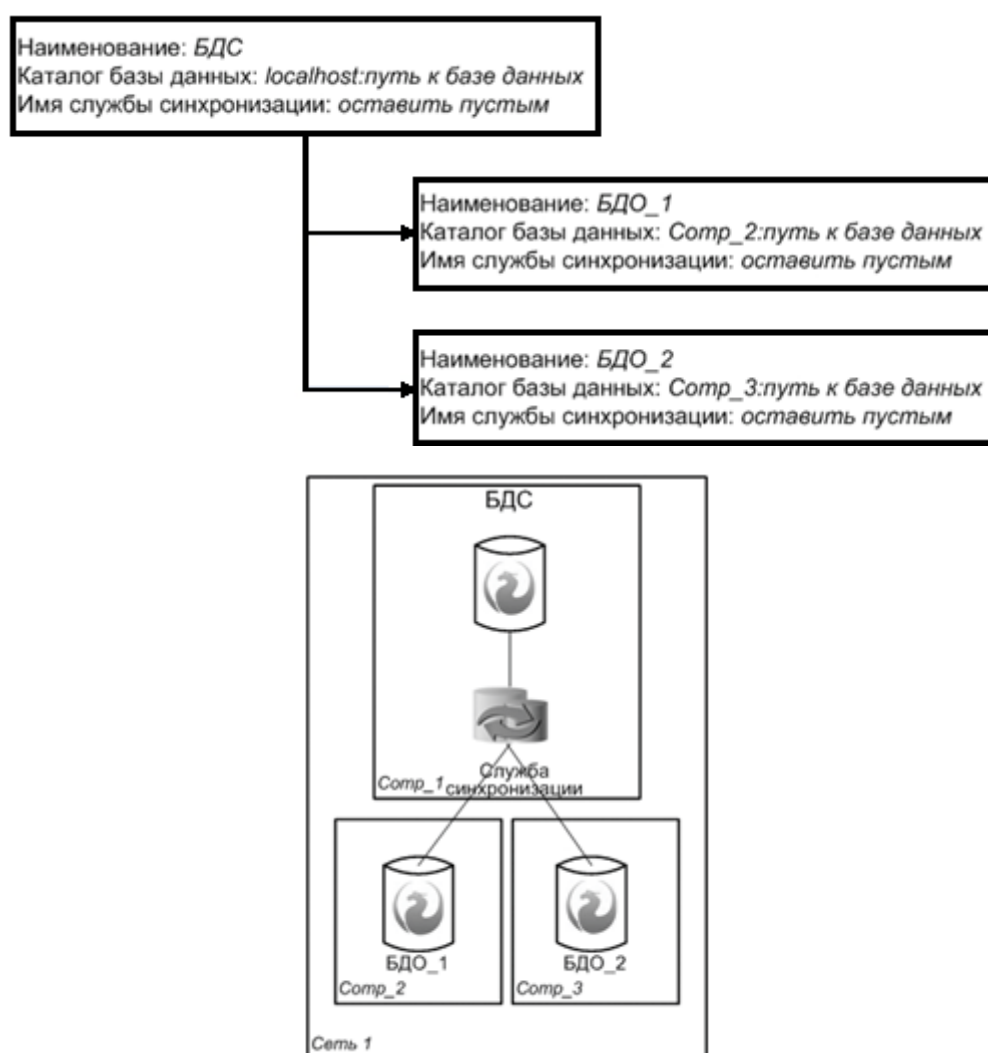 Наименование: БДС
Каталог базы данных: localhost:путь к базе данных
Имя службы синхронизации: оставить пустым
Наименование: БДО_1
Каталог базы данных: Comp_2:путь к базе данных
Имя службы синхронизации: оставить пустым
Наименование: БДО_2
Каталог базы данных: Comp_3:путь к базе данных
Имя службы синхронизации: оставить пустым
БДС
Служба
синхронизации
Comp_1
БДО_1
Comp_2
БДО_2
Comp_3
Сеть 1